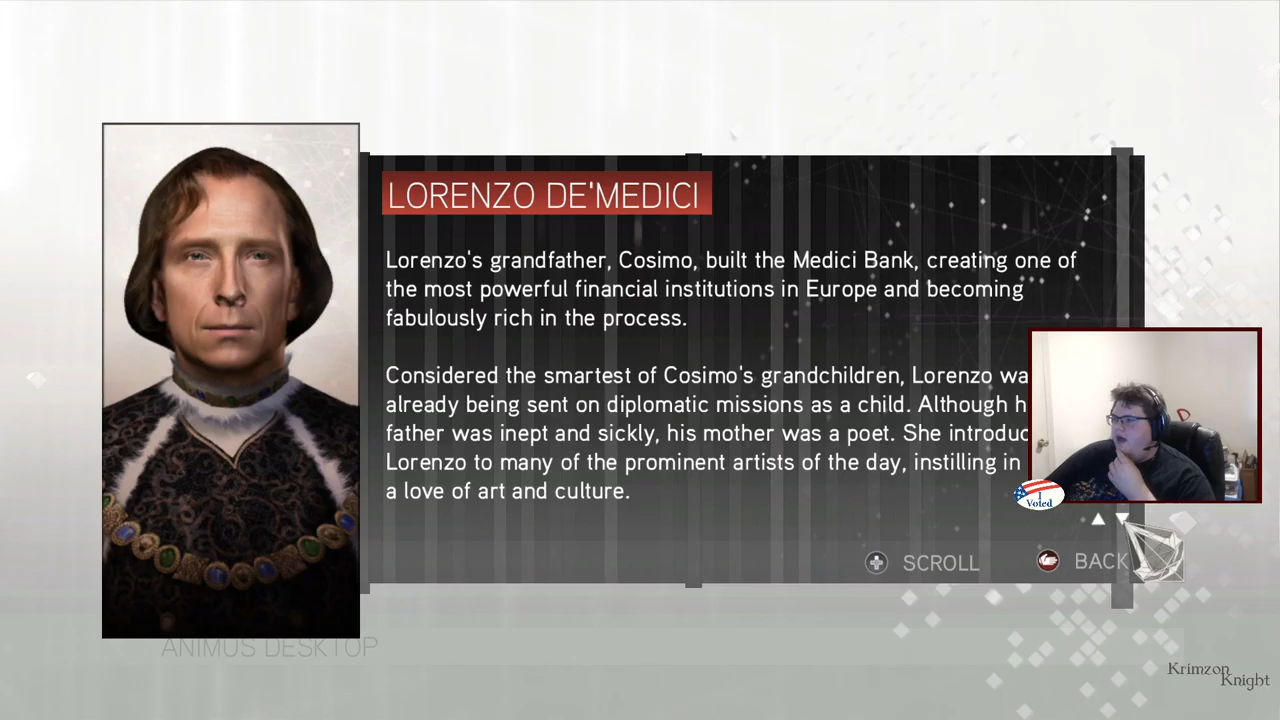 LORENZO DE'MEDICI
Lorenzo's grandfather, Cosimo, built the Medici Bank, creating one of
the most powerful financial institutions in Europe and becoming
fabulously rich in the process.
Considered the smartest of Cosimo's grandchildren, Lorenzo wa
already being sent on diplomatic missions as a child. Although h
father was inept and sickly, his mother was a poet. She introduc
Lorenzo to many of the prominent artists of the day, instilling in
a love of art and culture.
I
Voted
SCROLL
BACK
ANIMUS DESKTOP
Krimzon
Knight